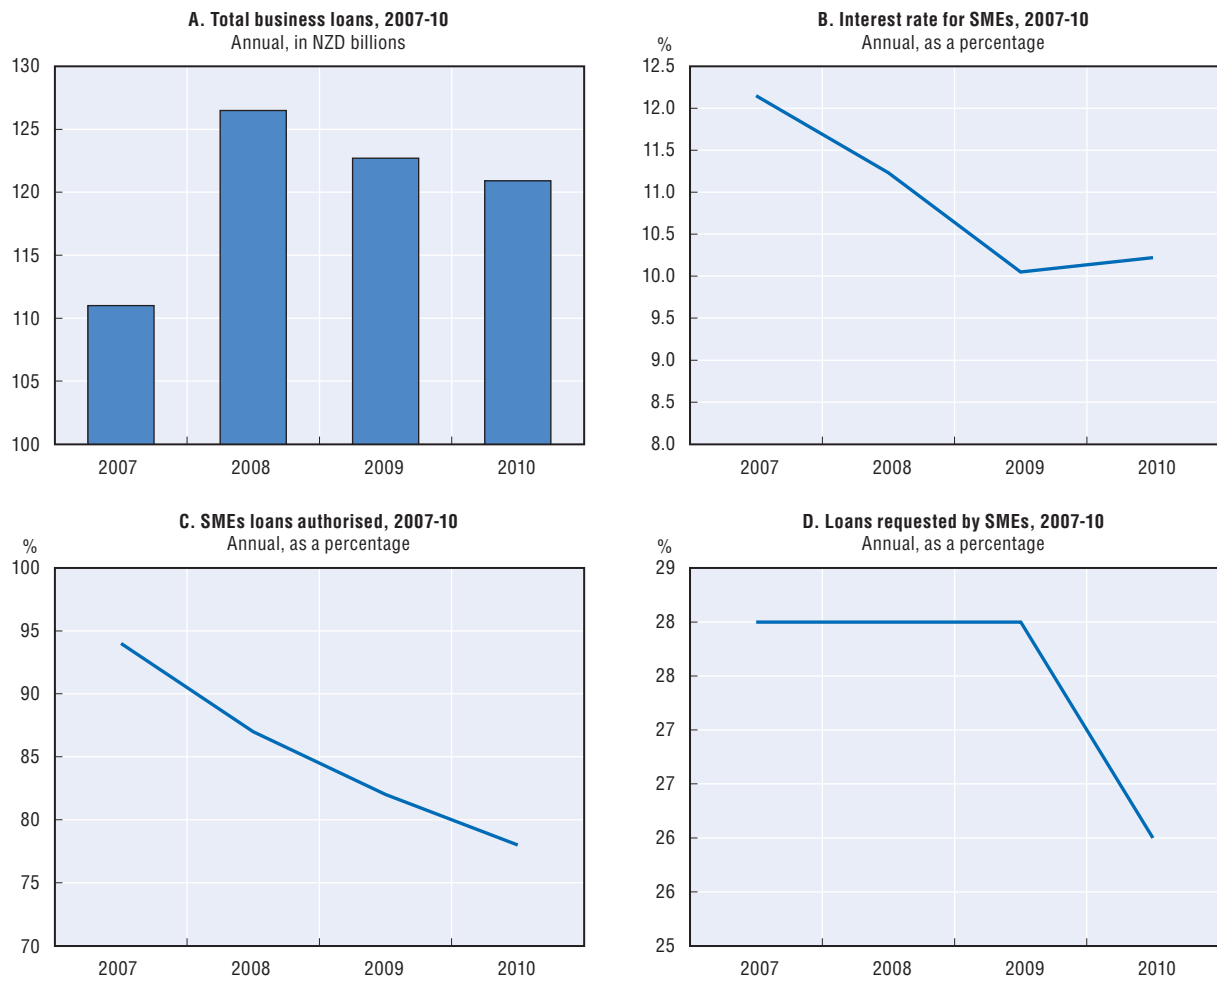 A. Total business loans, 2007-10
Annual, in NZD billions
130
125
120
115
110
105
100
2007 2008 2009 2010
B. Interest rate for SMEs, 2007-10
Annual, as a percentage
%
12.5
12.0
11.5
11.0
10.5
10.0
9.5
9.0
8.5
8.0
2007 2008 2009 2010
C. SMEs loans authorised, 2007-10
Annual, as a percentage
%
100
95
90
85
80
75
70
2007 2008 2009 2010
D. Loans requested by SMEs, 2007-10
Annual, as a percentage
%
29
28
28
27
27
26
26
25
2007 2008 2009 2010